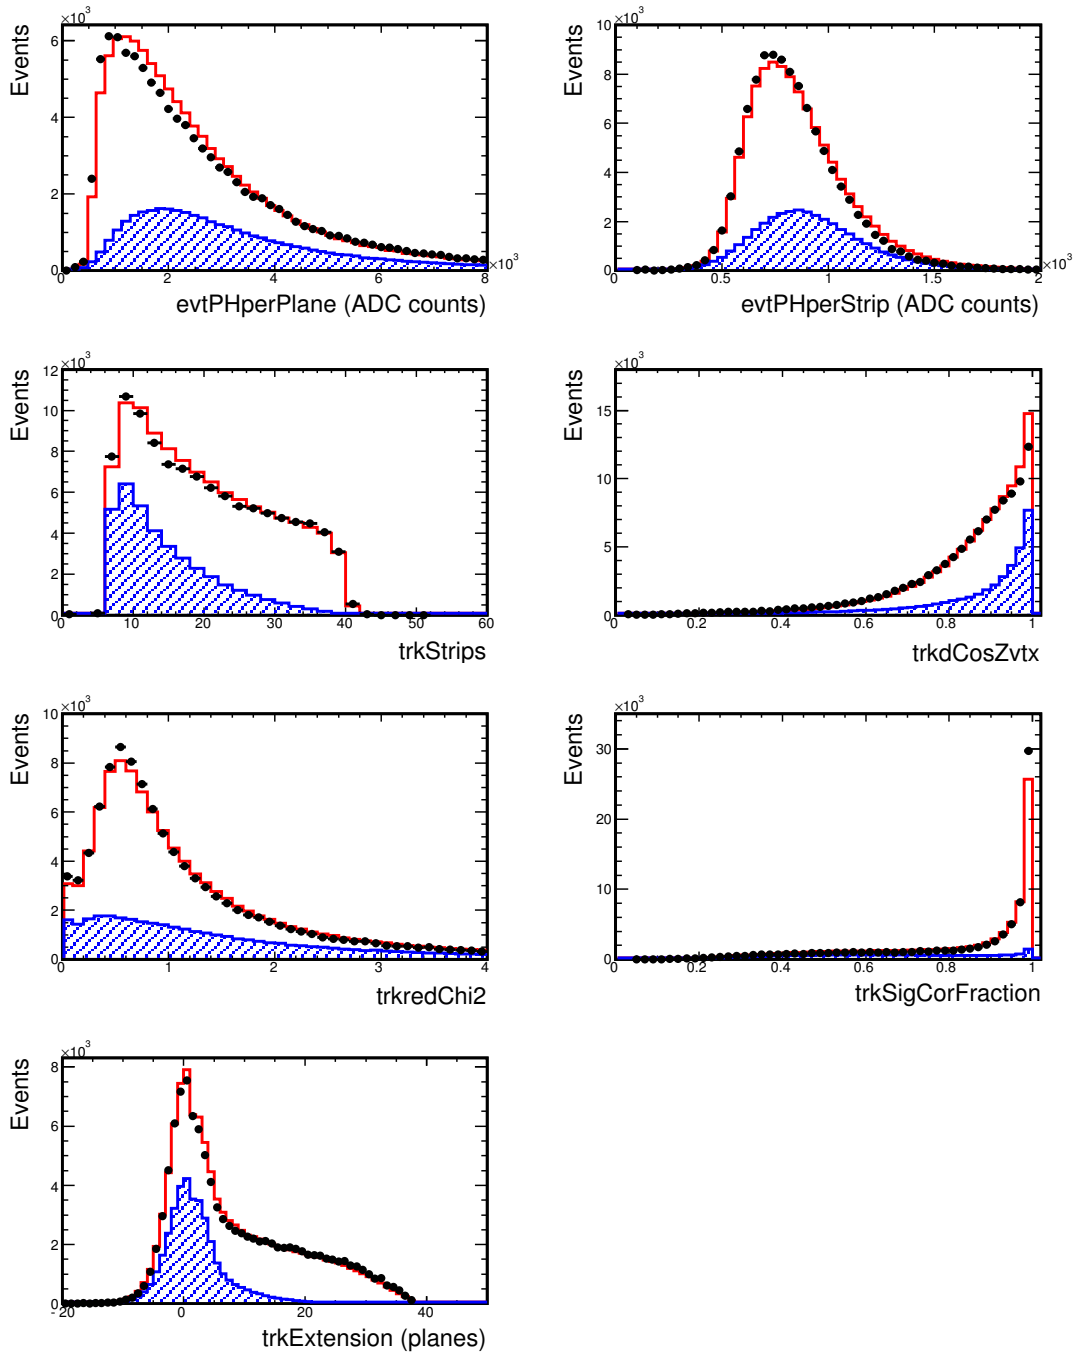 ×10³ ×10³
Events Events
6 10
8
4 6
2 4
2
0 0
0 2 4 6 8 ×10³ 0 0.5 1 1.5 2 ×10³
evtPHperPlane (ADC counts) evtPHperStrip (ADC counts)
×10³ ×10³
Events Events
12
10 15
8
6 10
4 5
2
0 0
0 10 20 30 40 50 60 0 0.2 0.4 0.6 0.8 1
trkStrips trkdCosZvtx
×10³ ×10³
Events Events
10
8 30
6 20
4
2 10
0 0
0 1 2 3 4 0 0.2 0.4 0.6 0.8 1
trkredChi2 trkSigCorFraction
×10³
Events
8
6
4
2
0
-20 0 20 40
trkExtension (planes)